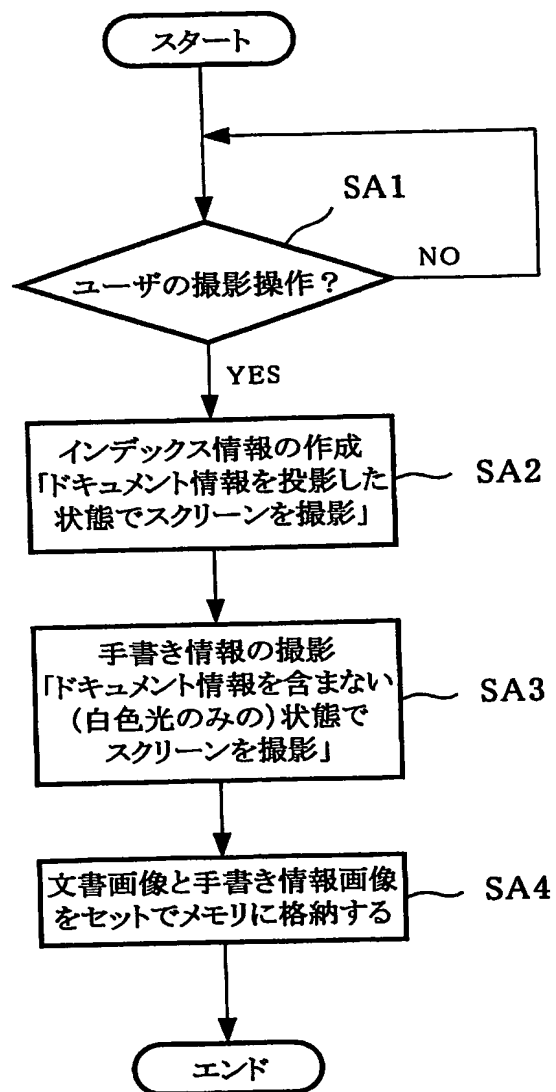 スタート
SA1
ユーザの撮影操作？
NO
YES
インデックス情報の作成
「ドキュメント情報を投影した
状態でスクリーンを撮影」
SA2
手書き情報の撮影
「ドキュメント情報を含まない
(白色光のみの)状態で
スクリーンを撮影」
SA3
文書画像と手書き情報画像
をセットでメモリに格納する
SA4
エンド